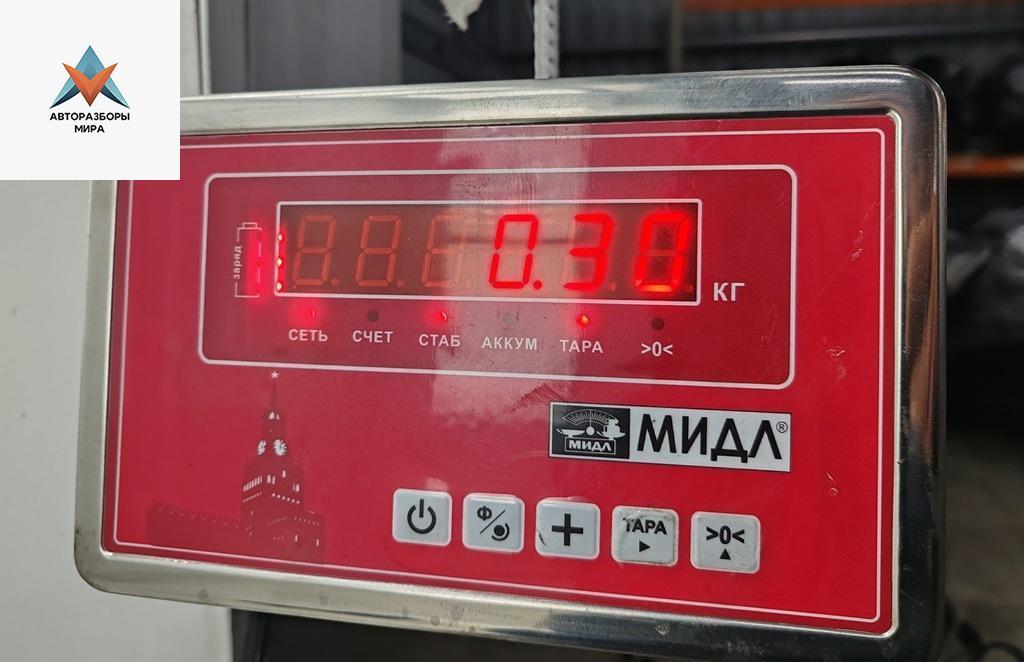 АВТОРАЗБОРЫ
МИРА
заряд
0.30
КГ
СЕТЬ СЧЕТ СТАБ АККУМ ТАРА >0<
МИДЛ МИДЛ®
Ф
ТАРА
>0<